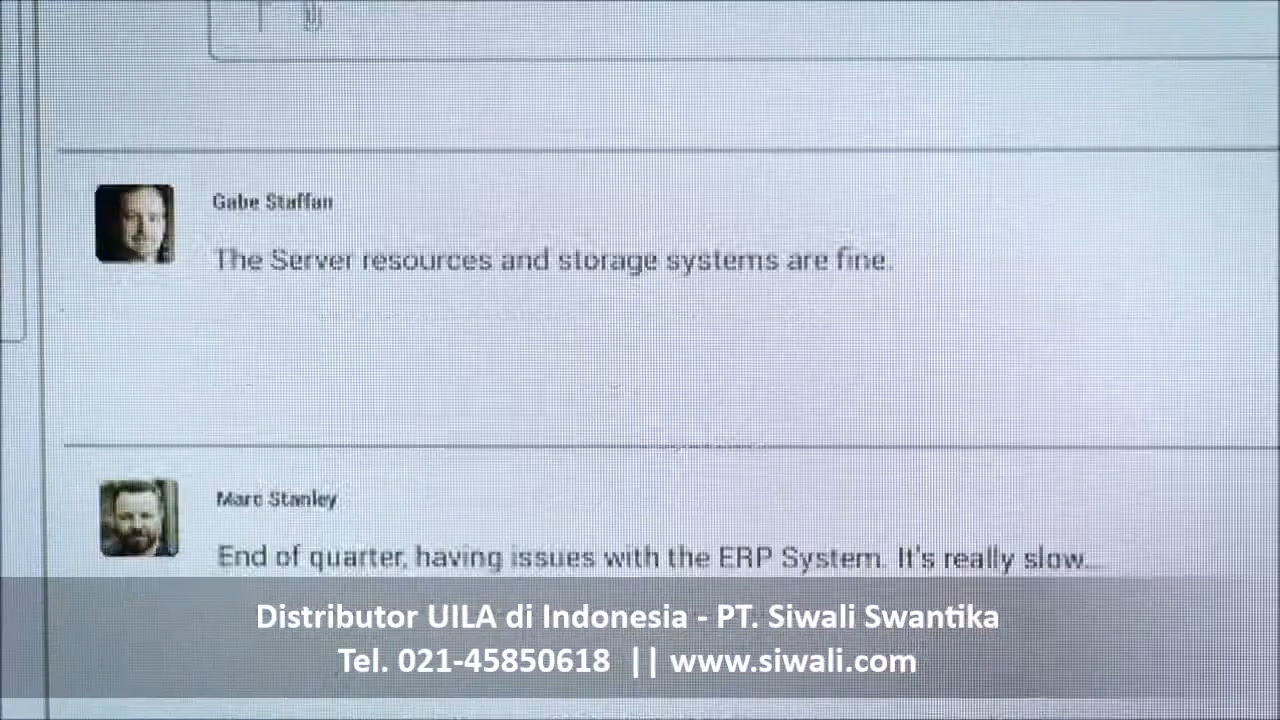 Gabe Staffan
The Server resources and storage systems are fine.
Marc Stanley
End of quarter, having issues with the ERP System. It's really slow...
Distributor UILA di Indonesia - PT. Siwali Swantika
Tel. 021-45850618 || www.siwali.com